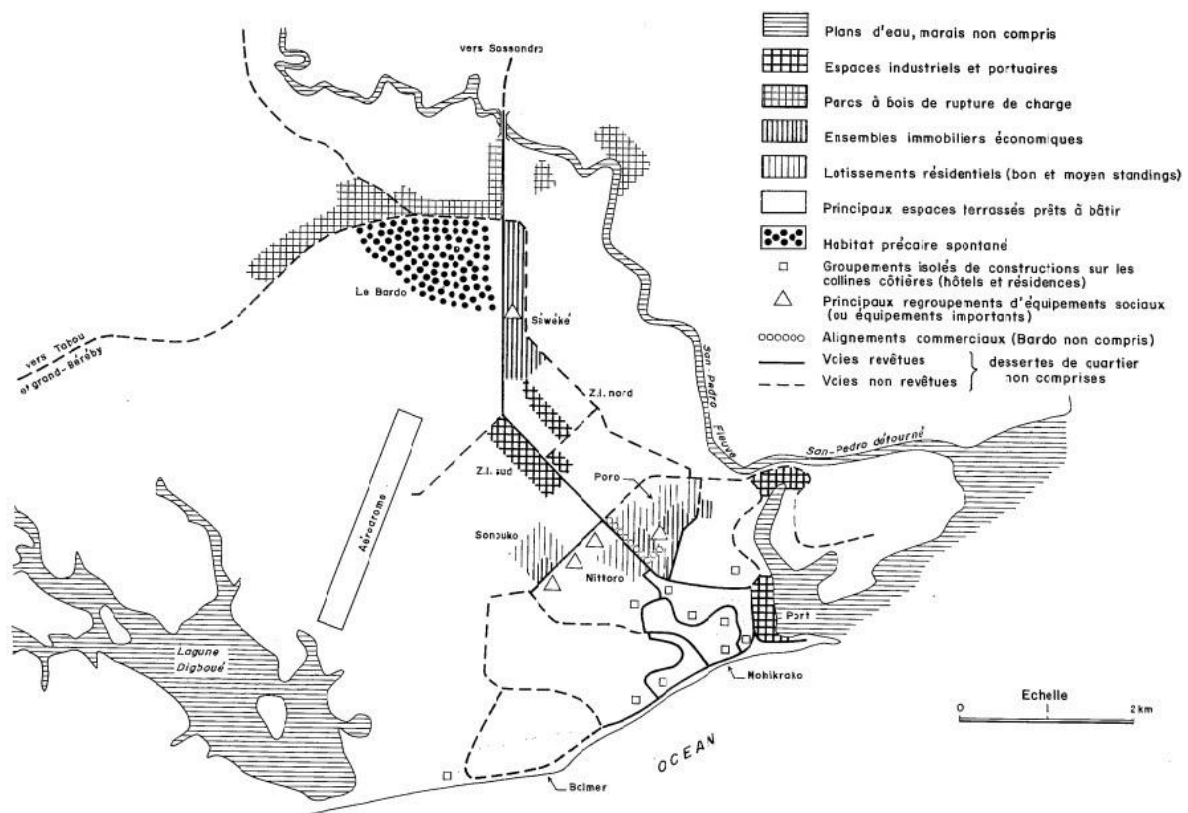 vers Sassandra
Plans d'eau, marais non compris
Espaces industriels et portuaires
Parcs à bois de rupture de charge
Ensembles immobiliers économiques
Lotissements résidentiels (bon et moyen standings)
Principaux espaces terrassés prêts à bâtir
Habitat précaire spontané
Groupements isolés de constructions sur les
collines côtières (hôtels et résidences)
Principaux regroupements d'équipements sociaux
(ou équipements importants)
Alignements commerciaux (Bardo non compris)
Voies revêtues
Voies non revêtues
dessertes de quartier
non comprises
Le Bardo
Séwéké
vers Tabou
et grand-Béréby
Z.I. nord
San-Pedro
Fleuve
San-Pedro détourné
Z.I. sud
Poro
Aérodrome
Sonouko
Nittoro
Port
Lagune
Digboué
Nohikrako
Echelle
0 1 2 km
OCEAN
Balmer